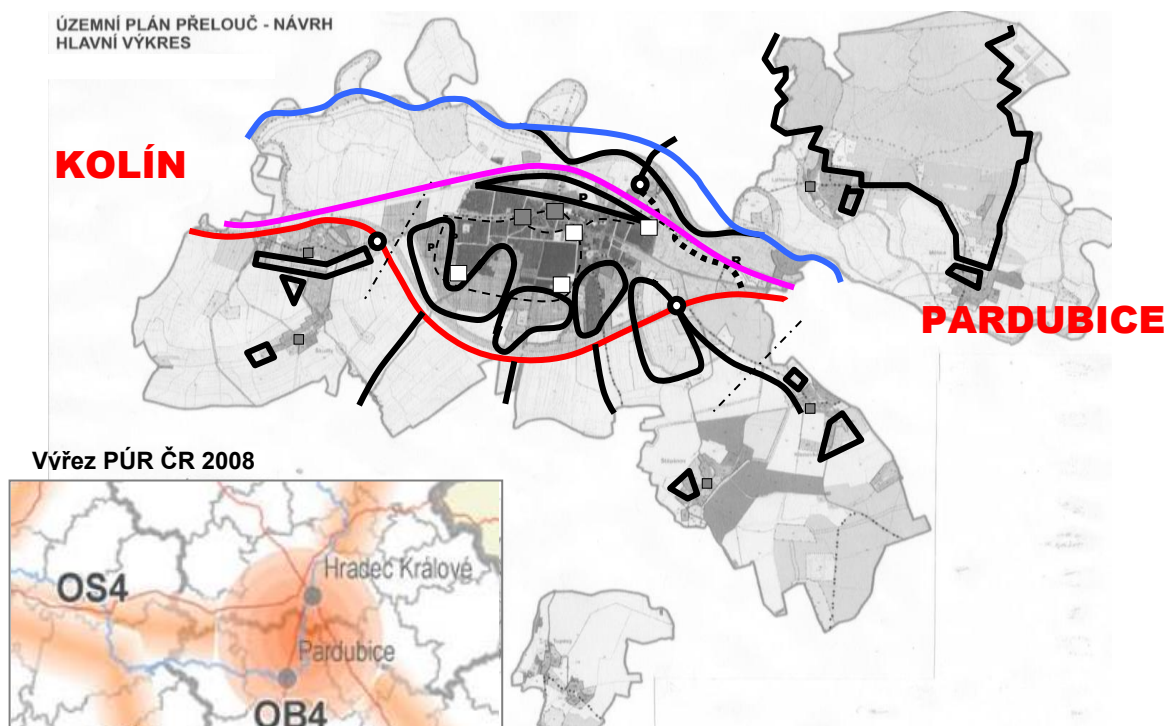 ÚZEMNÍ PLÁN PŘELOUČ - NÁVRH
HLAVNÍ VÝKRES
KOLÍN
P
P
P
R
PARDUBICE
Výřez PÚR ČR 2008
OS4
Hradec Králové
Pardubice
OB4